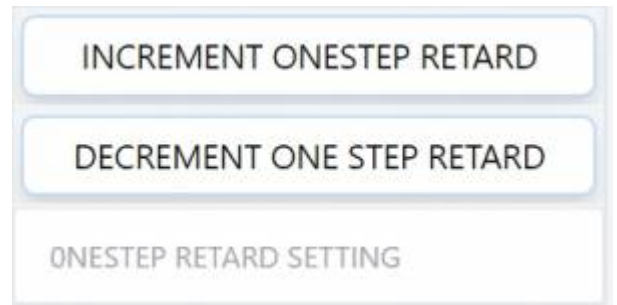 INCREMENT ONESTEP RETARD
DECREMENT ONE STEP RETARD
0NESTEP RETARD SETTING